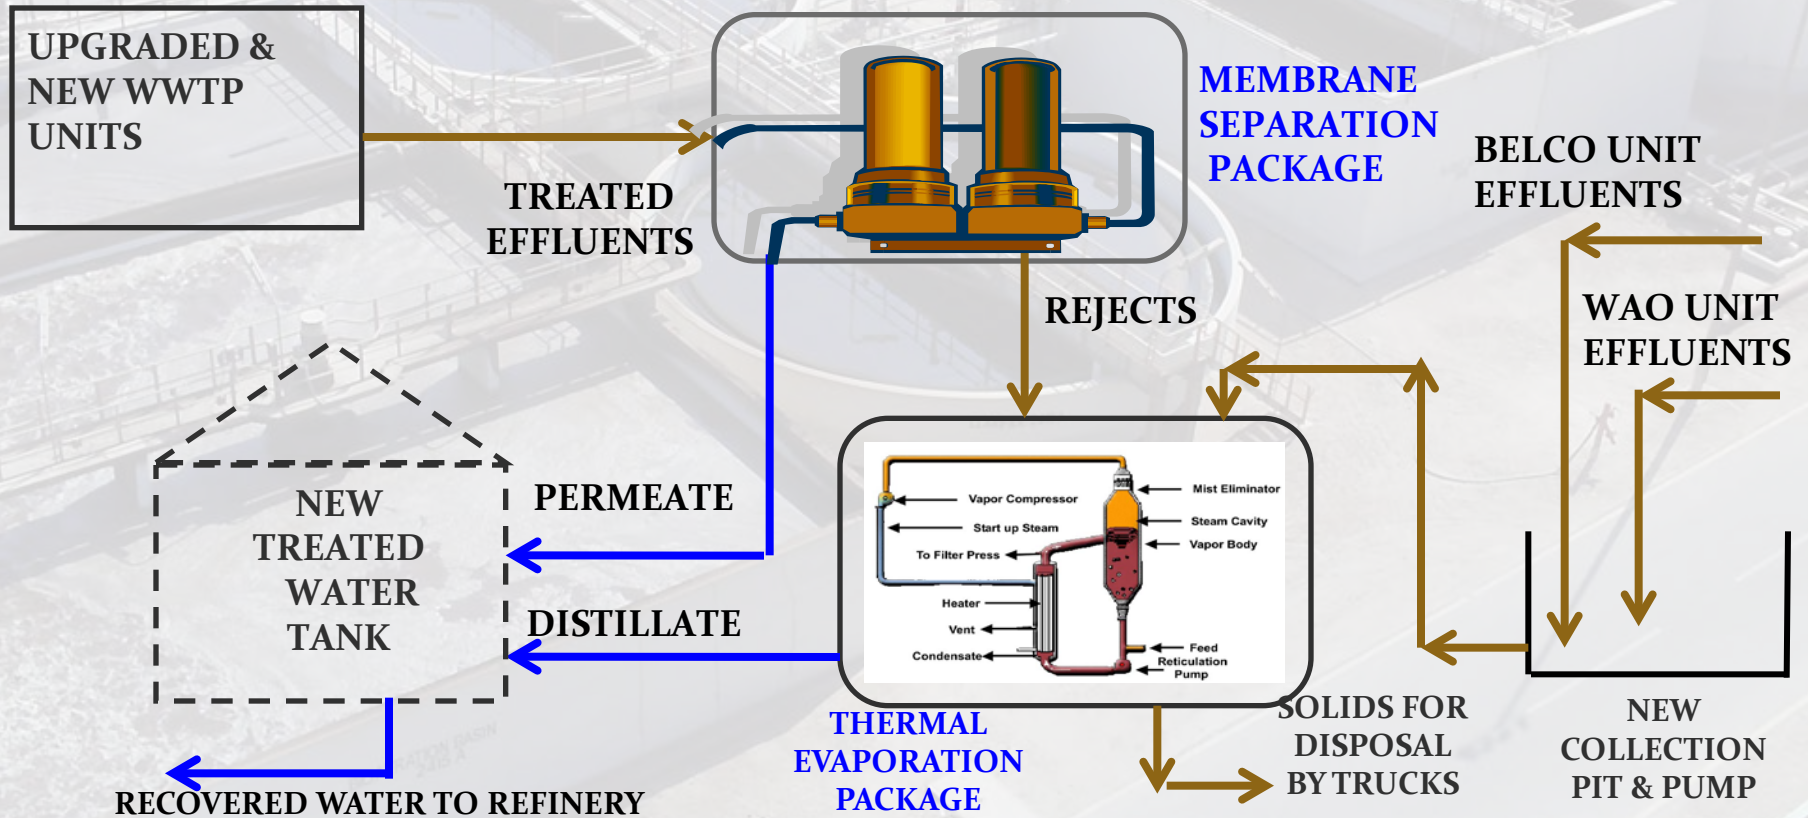 UPGRADED &
NEW WWTP
UNITS
TREATED
EFFLUENTS
MEMBRANE
SEPARATION
PACKAGE
BELCO UNIT
EFFLUENTS
WAO UNIT
EFFLUENTS
REJECTS
NEW
TREATED
WATER
TANK
PERMEATE
DISTILLATE
Vapor Compressor
Start up Steam
To Filter Press
Heater
Vent
Condensate
Mist Eliminator
Steam Cavity
Vapor Body
Feed
Reticulation
Pump
THERMAL
EVAPORATION
PACKAGE
SOLIDS FOR
DISPOSAL
BY TRUCKS
NEW
COLLECTION
PIT & PUMP
RECOVERED WATER TO REFINERY